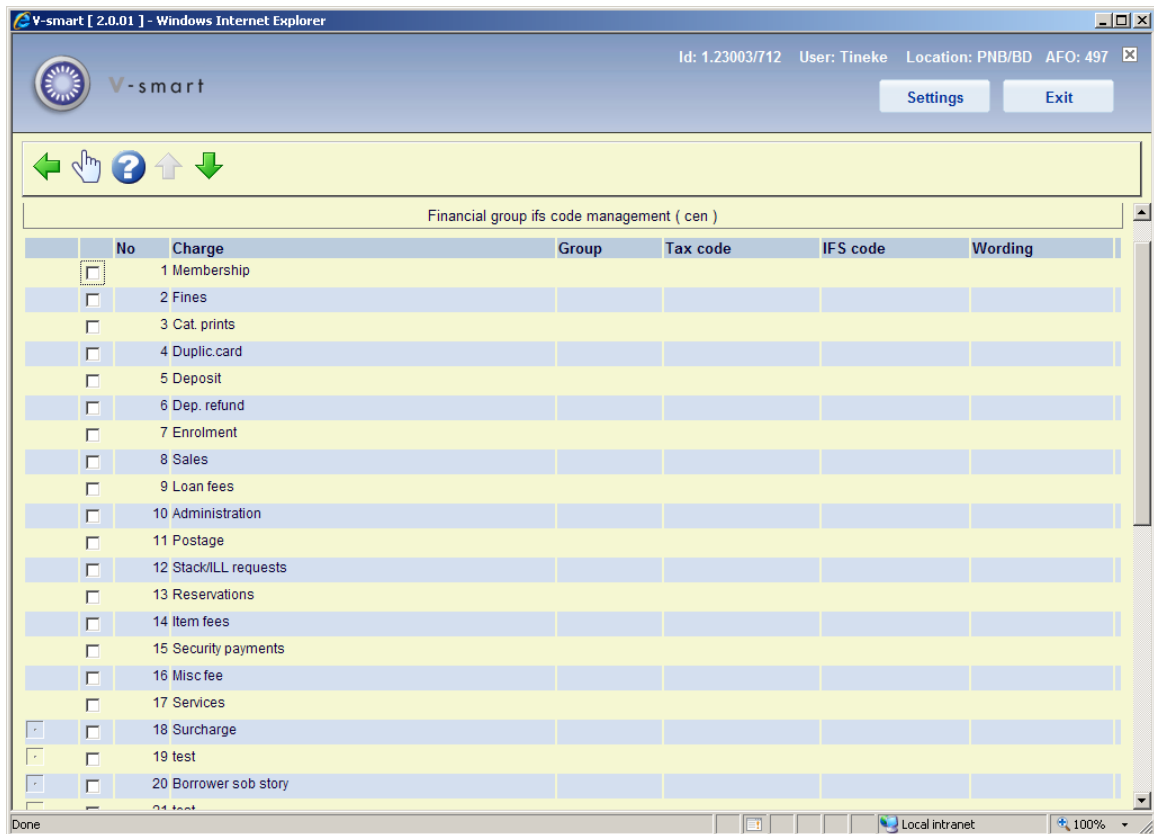 V-smart [ 2.0.01 ] - Windows Internet Explorer
Id: 1.23003/712 User: Tineke Location: PNB/BD AFO: 497
V-smart
Settings Exit
Financial group ifs code management ( cen )
No Charge Group Tax code IFS code Wording
1 Membership
2 Fines
3 Cat. prints
4 Duplic.card
5 Deposit
6 Dep. refund
7 Enrolment
8 Sales
9 Loan fees
10 Administration
11 Postage
12 Stack/ILL requests
13 Reservations
14 Item fees
15 Security payments
16 Misc fee
17 Services
18 Surcharge
19 test
20 Borrower sob story
21 test
Done Local intranet 100%